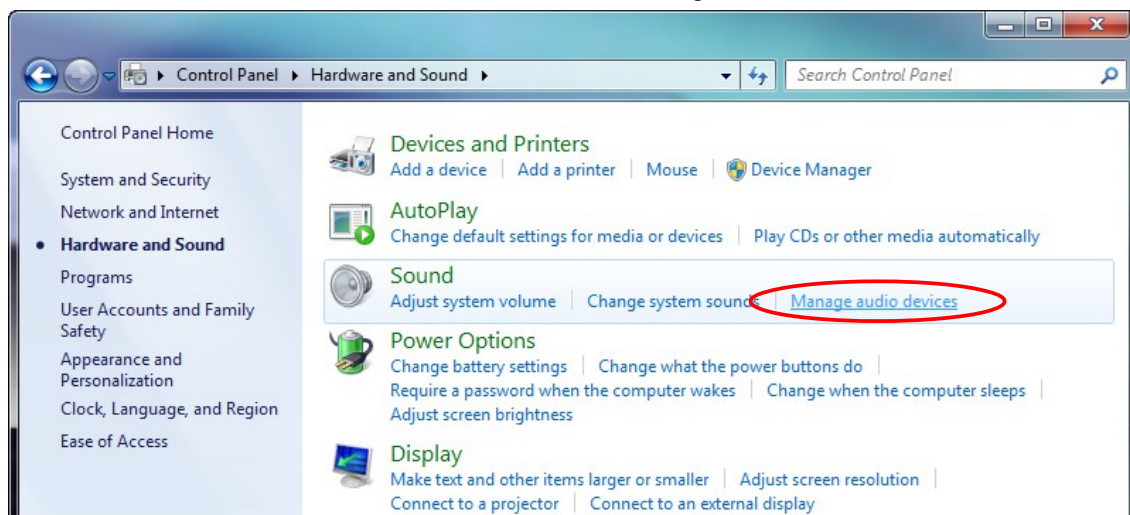 Control Panel ▸ Hardware and Sound ▸
Search Control Panel
Control Panel Home
System and Security
Network and Internet
• Hardware and Sound
Programs
User Accounts and Family
Safety
Appearance and
Personalization
Clock, Language, and Region
Ease of Access
Devices and Printers
Add a device | Add a printer | Mouse | Device Manager
AutoPlay
Change default settings for media or devices | Play CDs or other media automatically
Sound
Adjust system volume | Change system sounds | Manage audio devices
Power Options
Change battery settings | Change what the power buttons do |
Require a password when the computer wakes | Change when the computer sleeps |
Adjust screen brightness
Display
Make text and other items larger or smaller | Adjust screen resolution |
Connect to a projector | Connect to an external display